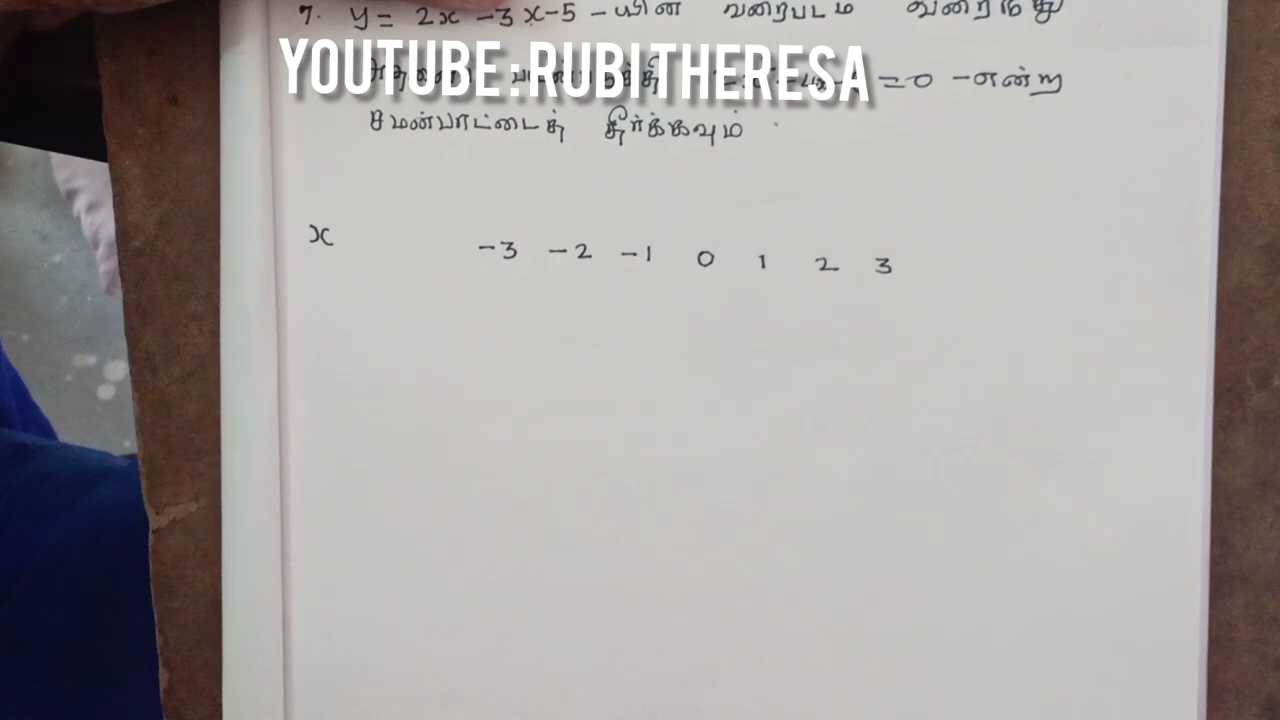 7. y = 2x - 3x - 5 - யின் வரைபடம் வரைந்து
YOUTUBE : RUBITHERESA
= 0 - என்ற
சமன்பாட்டைத் தீர்க்கவும்
x -3 -2 -1 0 1 2 3